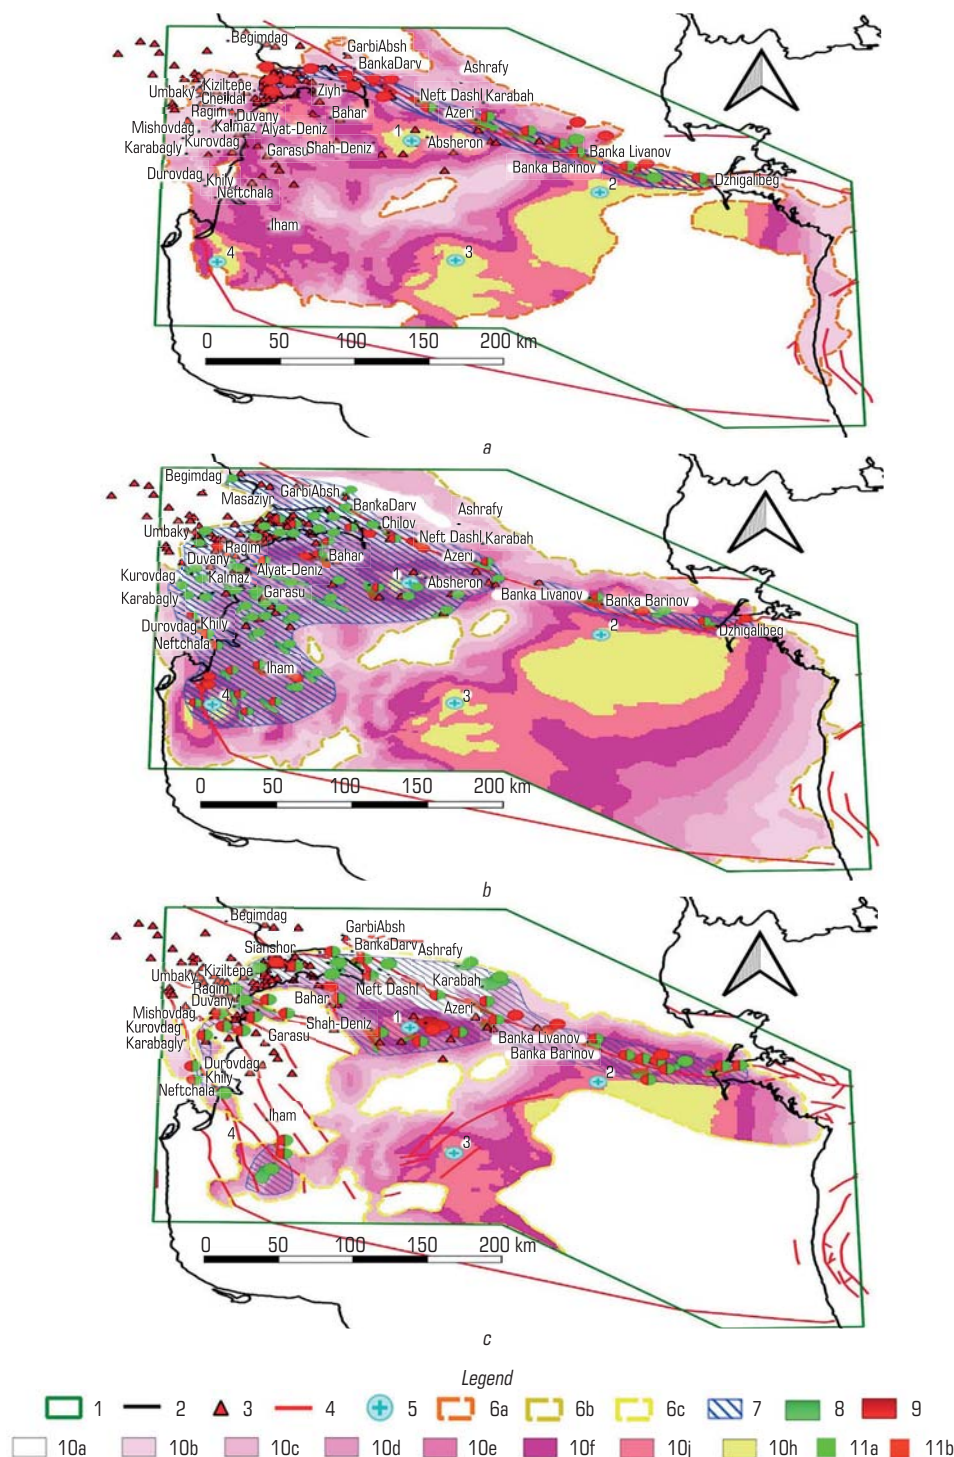 Begimdag
GarbiAbsh
BankaDarv
Ashrafy
Umbaky
Kiziltepe
Cheildai
Ziyh
Neft Dashl
Karabah
Ragim
Duvany
Bahar
Azeri
Mishovdag
Kalmaz
Alyat-Deniz
1
Karabagly
Kurovdag
Garasu
Shah-Deniz
Absheron
Banka Livanov
Banka Barinov
Durovdag
Khily
Neftchala
2
Dzhigalibeg
Iham
4
3
0 50 100 150 200 km
a
Begimdag
Masaziyr
GarbiAbsh
BankaDarv
Ashrafy
Umbaky
Chilov
Neft Dashl
Karabah
Ragim
Duvany
Bahar
Azeri
Kurovdag
Kalmaz
Alyat-Deniz
1
Absheron
Karabagly
Garasu
Banka Livanov
Banka Barinov
Durovdag
Khily
Neftchala
2
Dzhigalibeg
Iham
4
3
0 50 100 150 200 km
b
Begimdag
GarbiAbsh
Sianshor
BankaDarv
Ashrafy
Umbaky
Kiziltepe
Ragim
Duvany
Bahar
Neft Dashl
Karabah
Mishovdag
Kurovdag
Karabagly
Garasu
Shah-Deniz
1
Azeri
Banka Livanov
Banka Barinov
Durovdag
Khily
Neftchala
2
Iham
4
3
0 50 100 150 200 km
c
Legend
1 2 3 4 5 6a 6b 6c 7 8 9
10a 10b 10c 10d 10e 10f 10j 10h 11a 11b